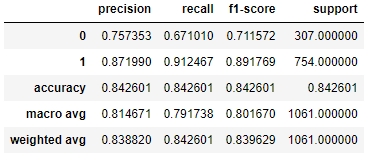 precision recall f1-score support
0 0.757353 0.671010 0.711572 307.000000
1 0.871990 0.912467 0.891769 754.000000
accuracy 0.842601 0.842601 0.842601 0.842601
macro avg 0.814671 0.791738 0.801670 1061.000000
weighted avg 0.838820 0.842601 0.839629 1061.000000